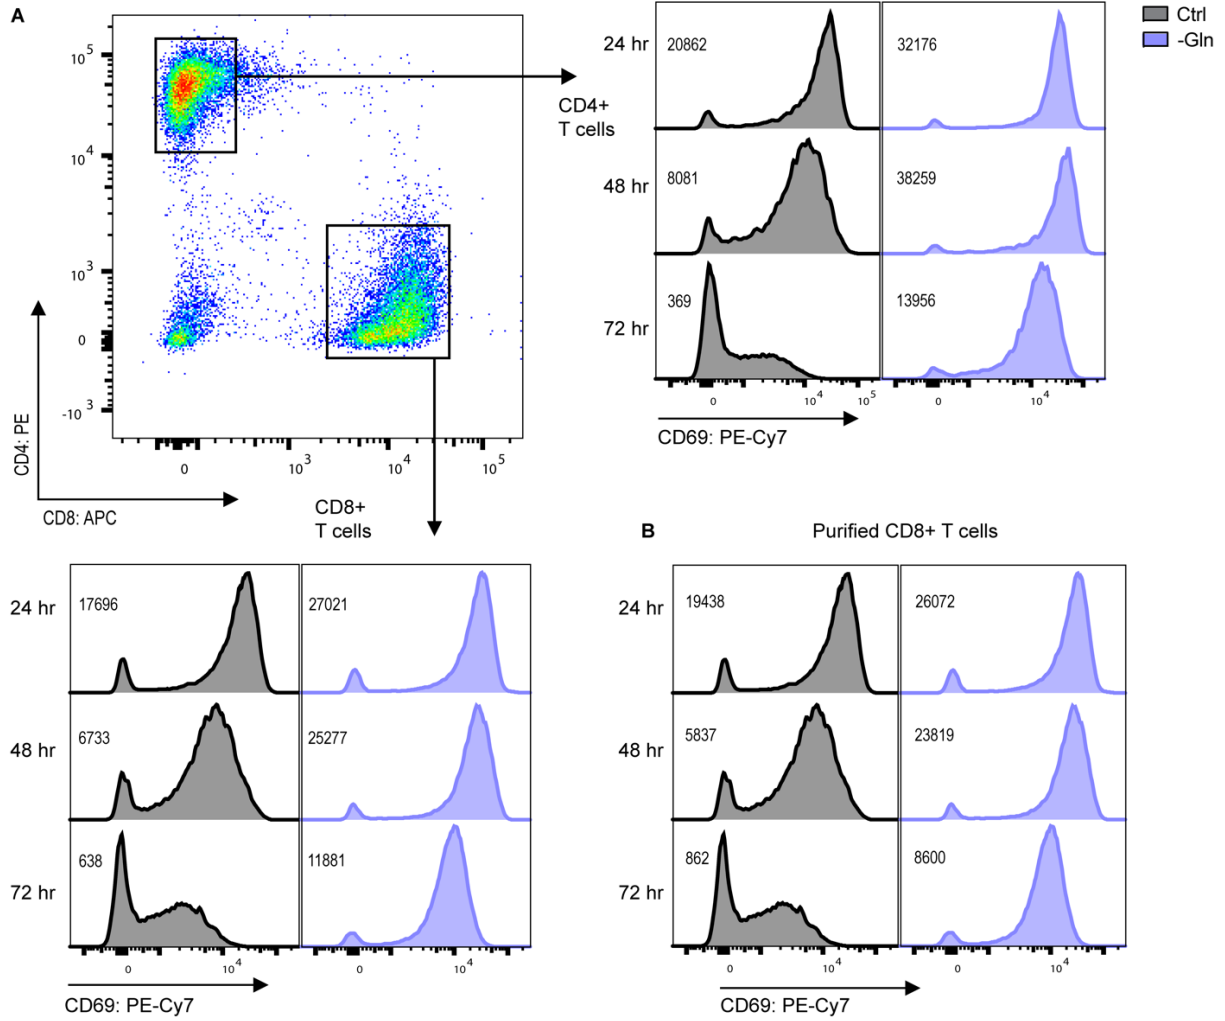 A
10 5
10 4
10 3
0
-10 3
CD4: PE
0
10 3
10 4
10 5
CD8: APC
CD4+
T cells
CD8+
T cells
Ctrl
-Gln
24 hr
20862
32176
48 hr
8081
38259
72 hr
369
13956
0
10 4
10 5
0
10 4
CD69: PE-Cy7
24 hr
17696
27021
48 hr
6733
25277
72 hr
638
11881
0
10 4
0
10 4
CD69: PE-Cy7
B
Purified CD8+ T cells
24 hr
19438
26072
48 hr
5837
23819
72 hr
862
8600
0
10 4
0
10 4
CD69: PE-Cy7